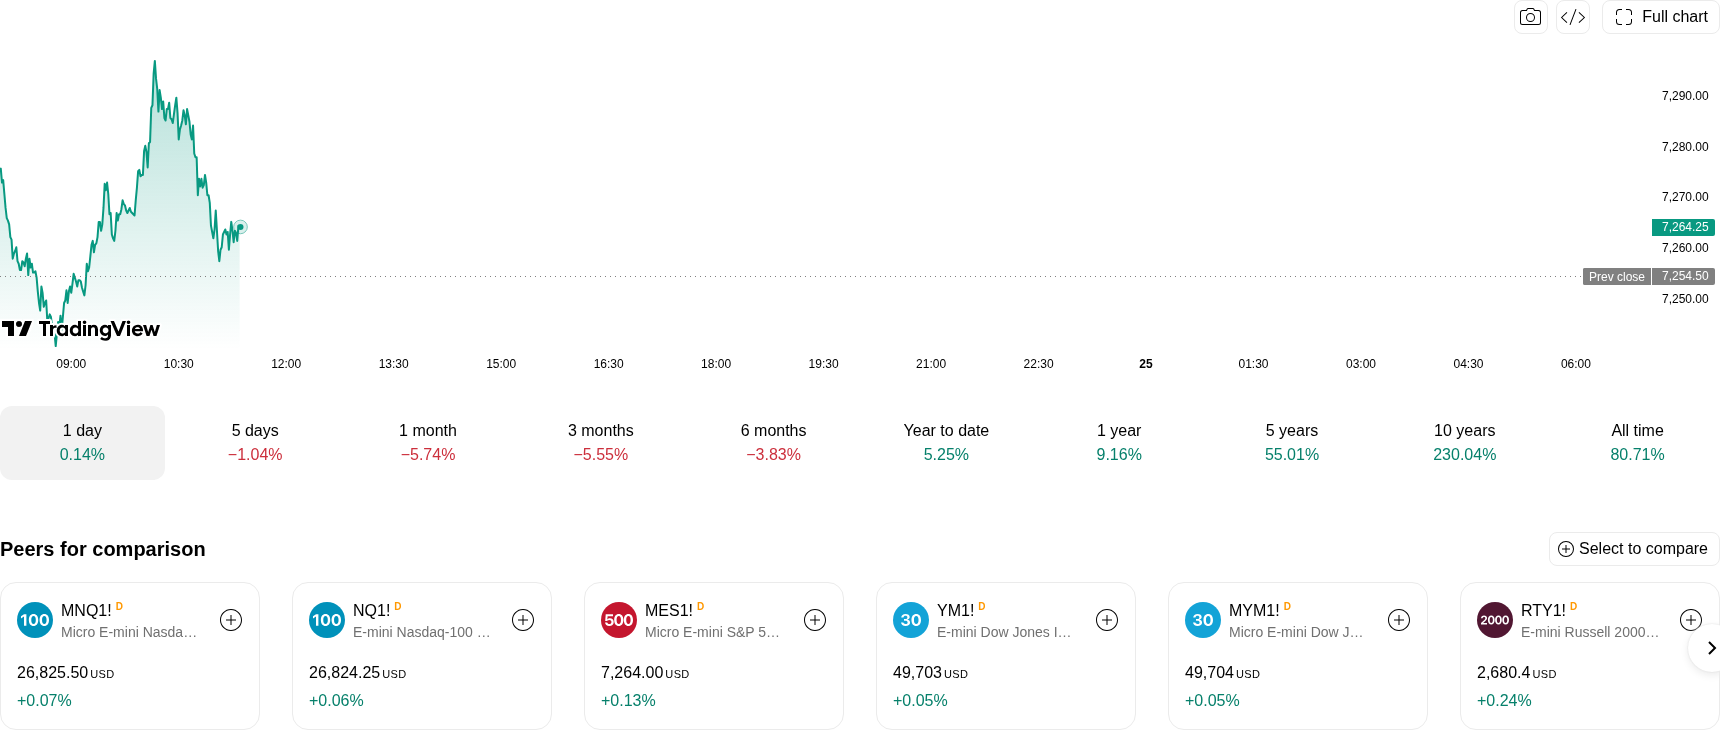 Full chart
7,290.00
7,280.00
7,270.00
7,264.25
7,260.00
Prev close 7,254.50
7,250.00
TradingView
09:00 10:30 12:00 13:30 15:00 16:30 18:00 19:30 21:00 22:30 25 01:30 03:00 04:30 06:00
1 day 5 days 1 month 3 months 6 months Year to date 1 year 5 years 10 years All time
0.14% −1.04% −5.74% −5.55% −3.83% 5.25% 9.16% 55.01% 230.04% 80.71%
Peers for comparison
Select to compare
100 MNQ1! D
Micro E-mini Nasda…
26,825.50 USD
+0.07%
100 NQ1! D
E-mini Nasdaq-100 …
26,824.25 USD
+0.06%
500 MES1! D
Micro E-mini S&P 5…
7,264.00 USD
+0.13%
30 YM1! D
E-mini Dow Jones I…
49,703 USD
+0.05%
30 MYM1! D
Micro E-mini Dow J…
49,704 USD
+0.05%
2000 RTY1! D
E-mini Russell 2000…
2,680.4 USD
+0.24%